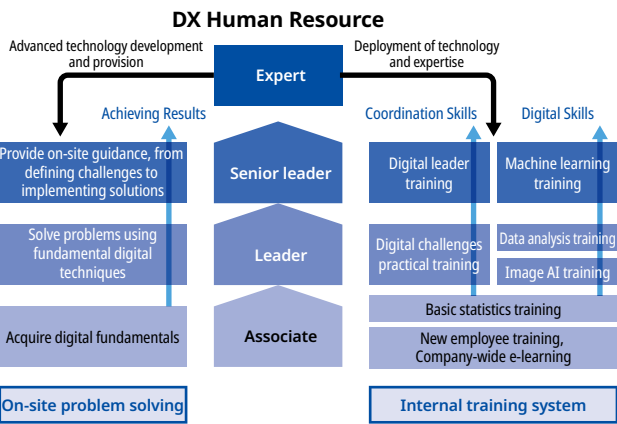 DX Human Resource
Advanced technology development
and provision
Expert
Deployment of technology
and expertise
Achieving Results
Coordination Skills
Digital Skills
Provide on-site guidance, from
defining challenges to
implementing solutions
Senior leader
Digital leader
training
Machine learning
training
Solve problems using
fundamental digital
techniques
Leader
Digital challenges
practical training
Data analysis training
Image AI training
Acquire digital fundamentals
Associate
Basic statistics training
New employee training,
Company-wide e-learning
On-site problem solving
Internal training system